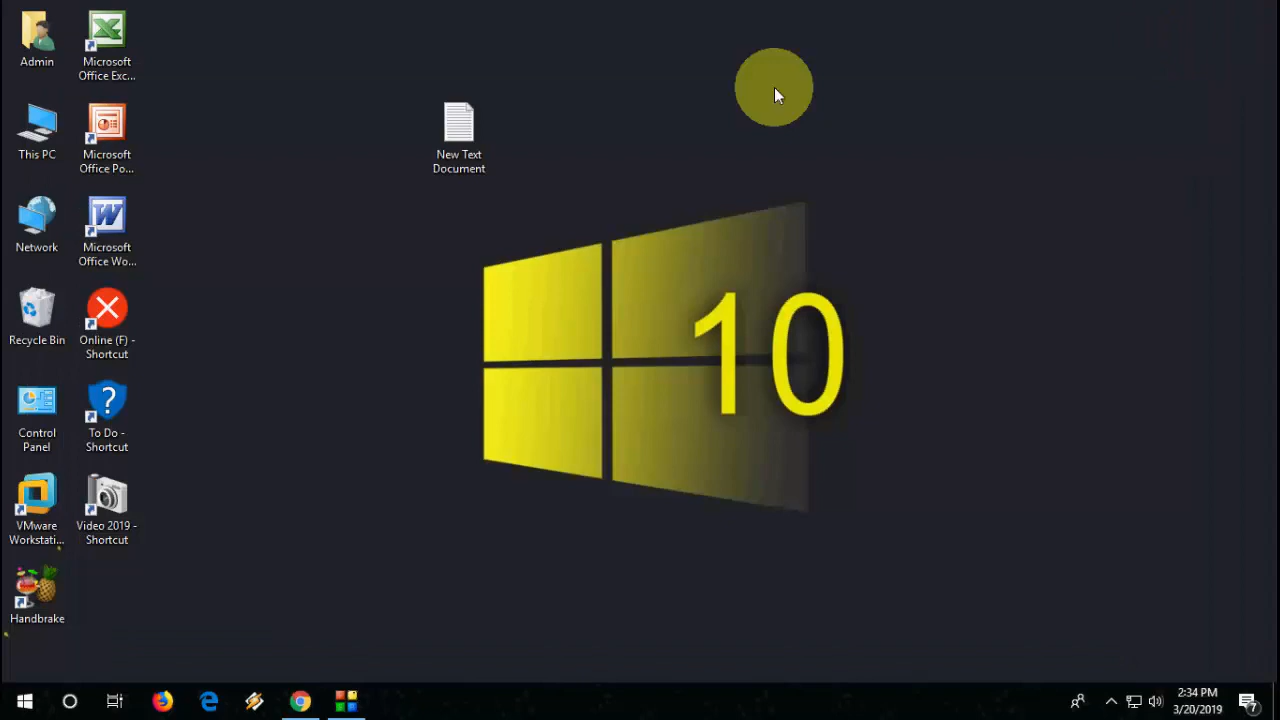 Admin
Microsoft
Office Exc...
This PC
Microsoft
Office Po...
New Text
Document
Network
Microsoft
Office Wo...
Recycle Bin
Online (F) -
Shortcut
Control
Panel
To Do -
Shortcut
VMware
Workstati...
Video 2019 -
Shortcut
Handbrake
10
2:34 PM
3/20/2019
7